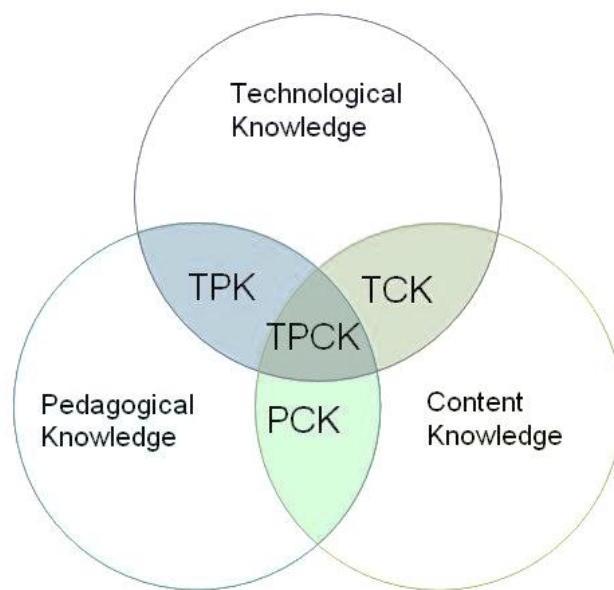 Technological
Knowledge
TPK
TCK
TPCK
Pedagogical
Knowledge
PCK
Content
Knowledge